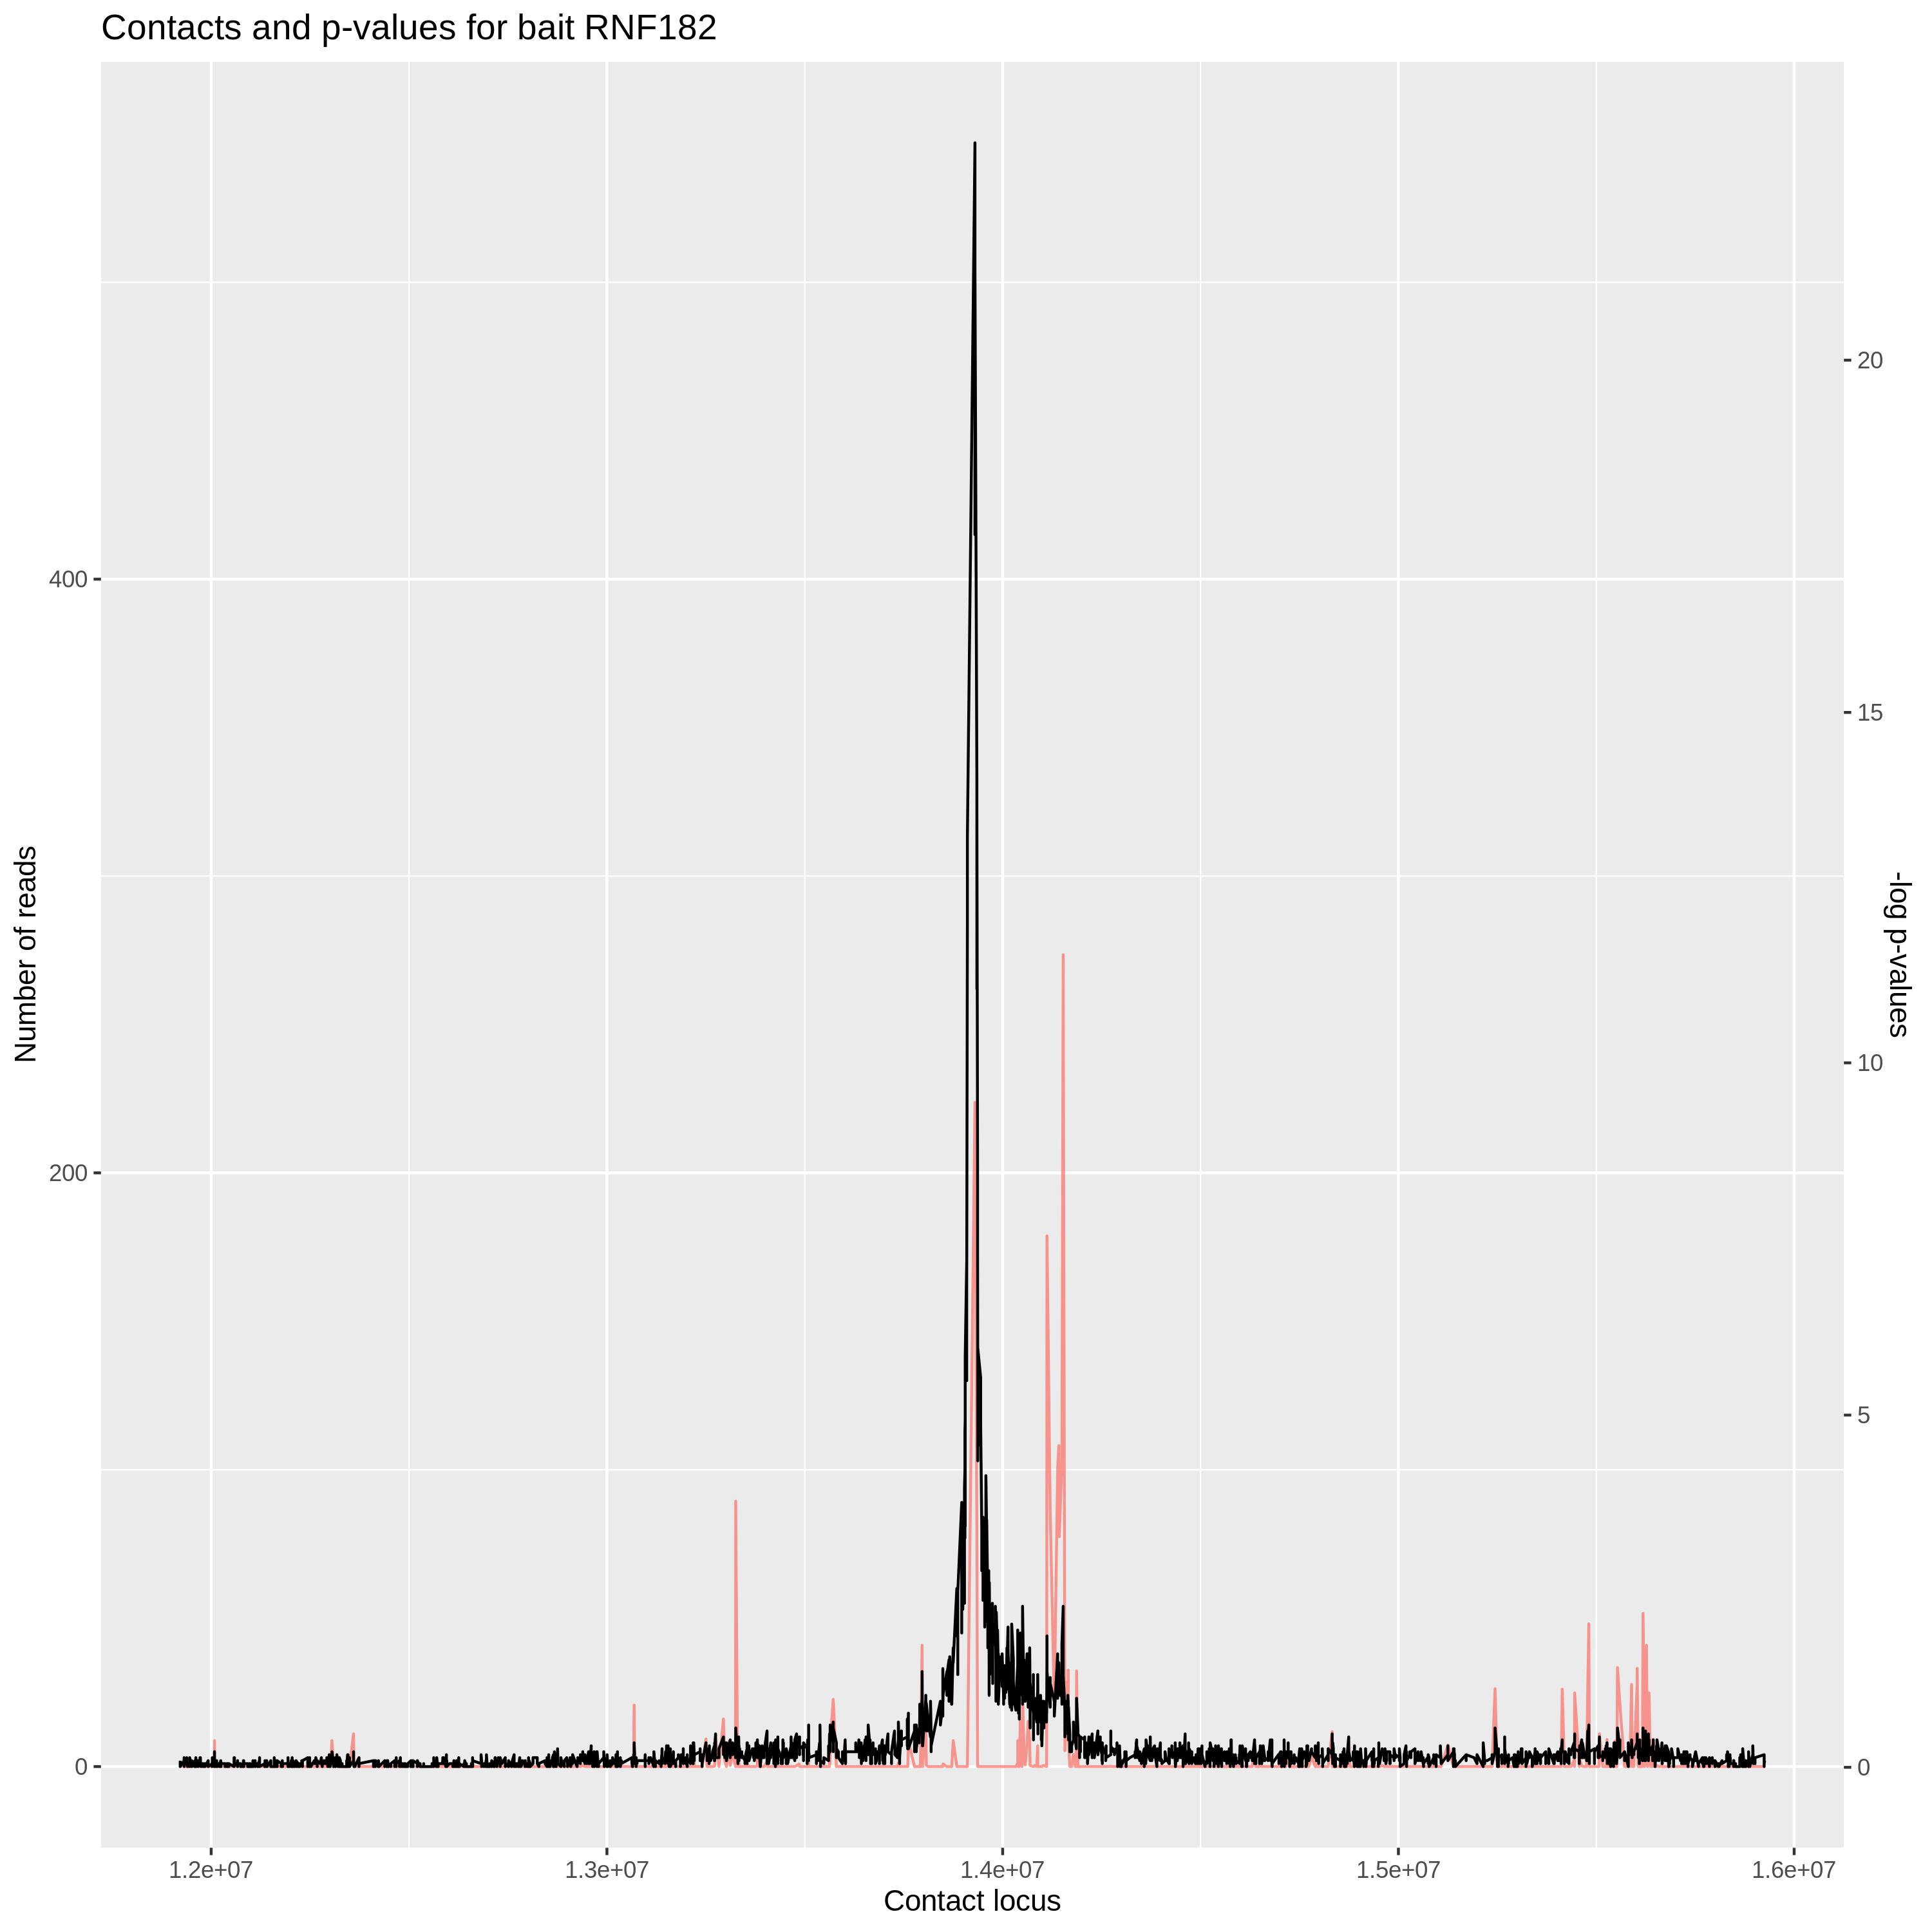 Contacts and p-values for bait RNF182
Number of reads
400
200
0
20
15
10
5
0
-log p-values
1.2e+07 1.3e+07 1.4e+07 1.5e+07 1.6e+07
Contact locus